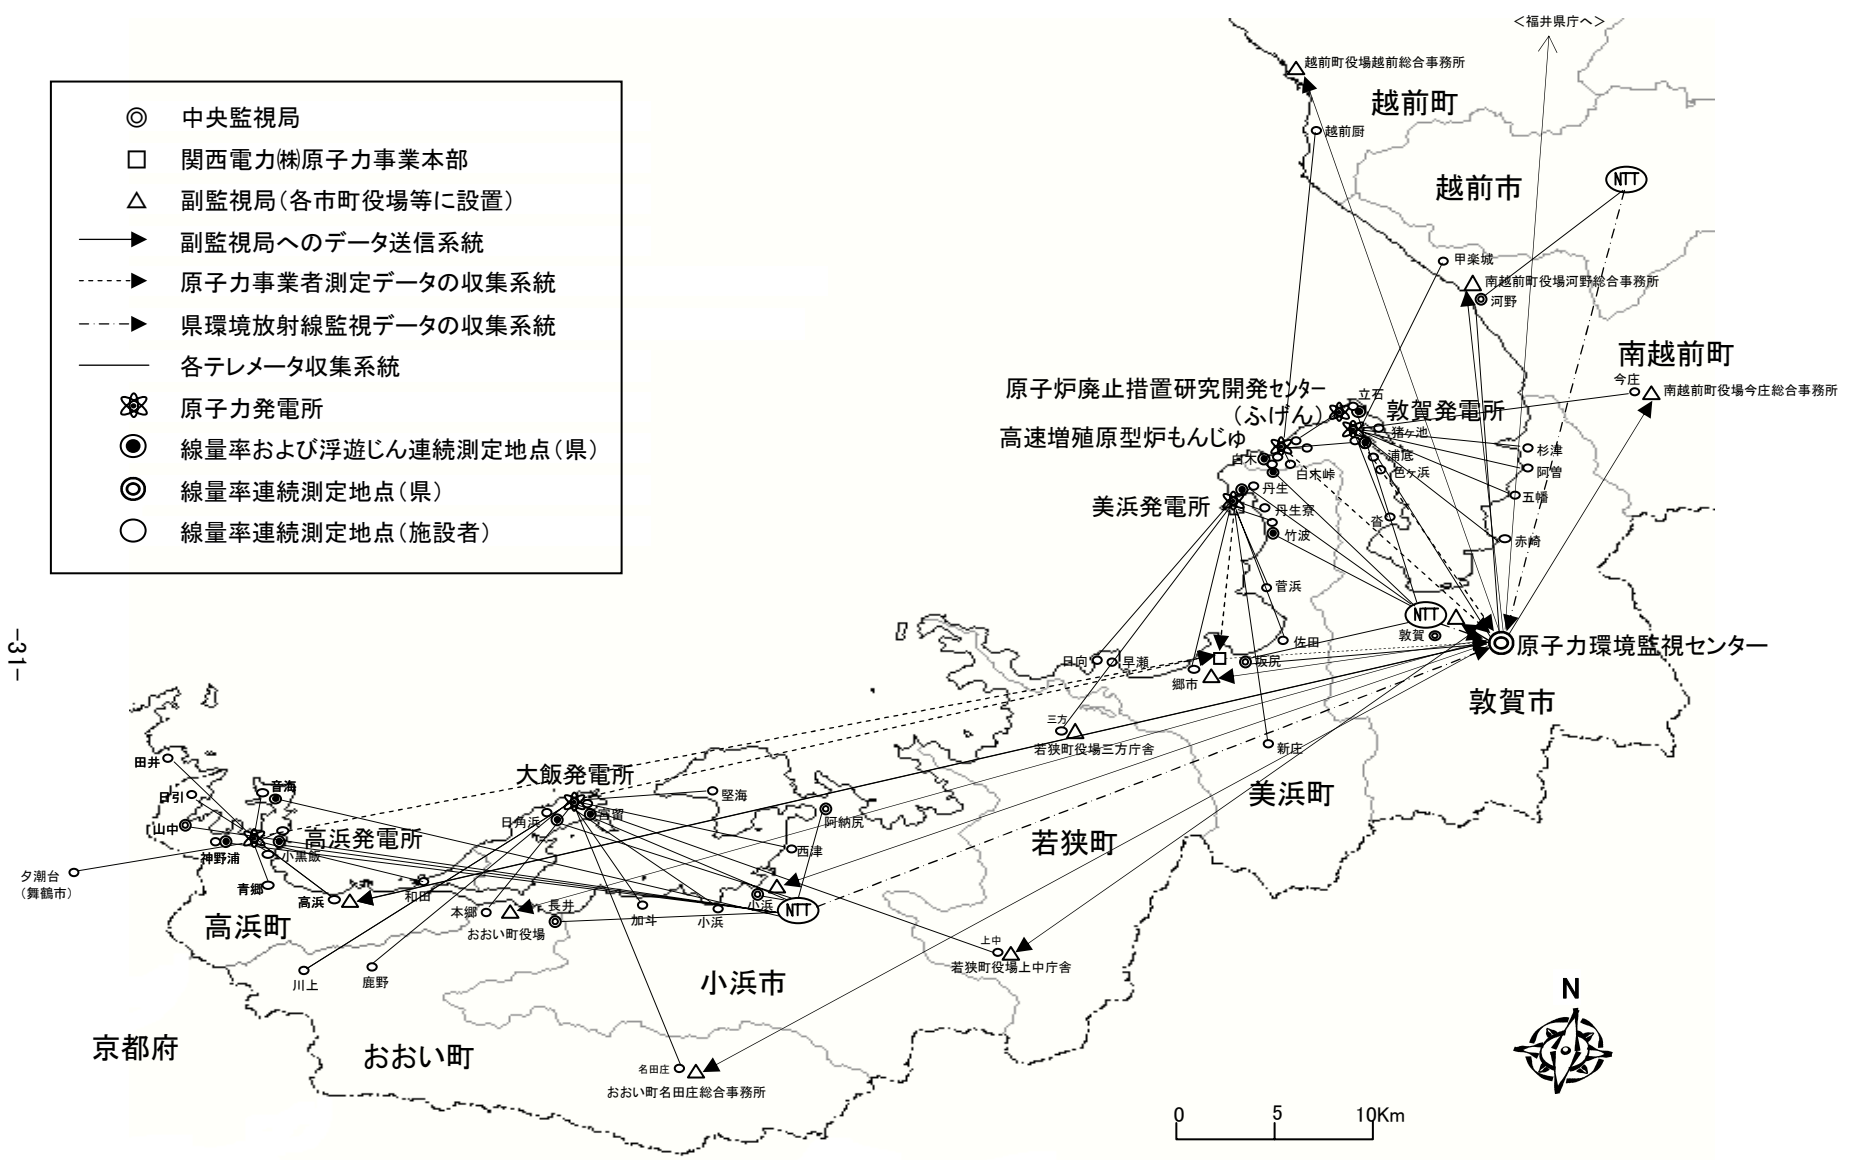 中央監視局
関西電力㈱原子力事業本部
副監視局(各市町役場等に設置)
副監視局へのデータ送信系統
原子力事業者測定データの収集系統
県環境放射線監視データの収集系統
各テレメータ収集系統
原子力発電所
線量率および浮遊じん連続測定地点(県)
線量率連続測定地点(県)
線量率連続測定地点(施設者)
<福井県庁へ>
越前町役場越前総合事務所
越前町
越前厨
越前市
NTT
甲楽城
南越前町役場河野総合事務所
河野
南越前町
今庄
南越前町役場今庄総合事務所
原子炉廃止措置研究開発センター
(ふげん)
立石
敦賀発電所
猪ヶ池
高速増殖原型炉もんじゅ
浦底
杉津
白木
白木峠
色ヶ浜
阿曽
丹生
五幡
美浜発電所
丹生寮
沓
竹波
赤崎
菅浜
NTT
敦賀
佐田
原子力環境監視センター
日向
早瀬
坂尻
郷市
敦賀市
三方
若狭町役場三方庁舎
新庄
美浜町
田井
大飯発電所
日引
音海
堅海
山中
高浜発電所
日角浜
宮留
阿納尻
若狭町
神野浦
小黒飯
西津
夕潮台
(舞鶴市)
青郷
高浜
和田
本郷
長井
加斗
小浜
小浜
NTT
高浜町
おおい町役場
上中
若狭町役場上中庁舎
川上
鹿野
小浜市
京都府
おおい町
名田庄
おおい町名田庄総合事務所
N
0 5 10Km
-31-